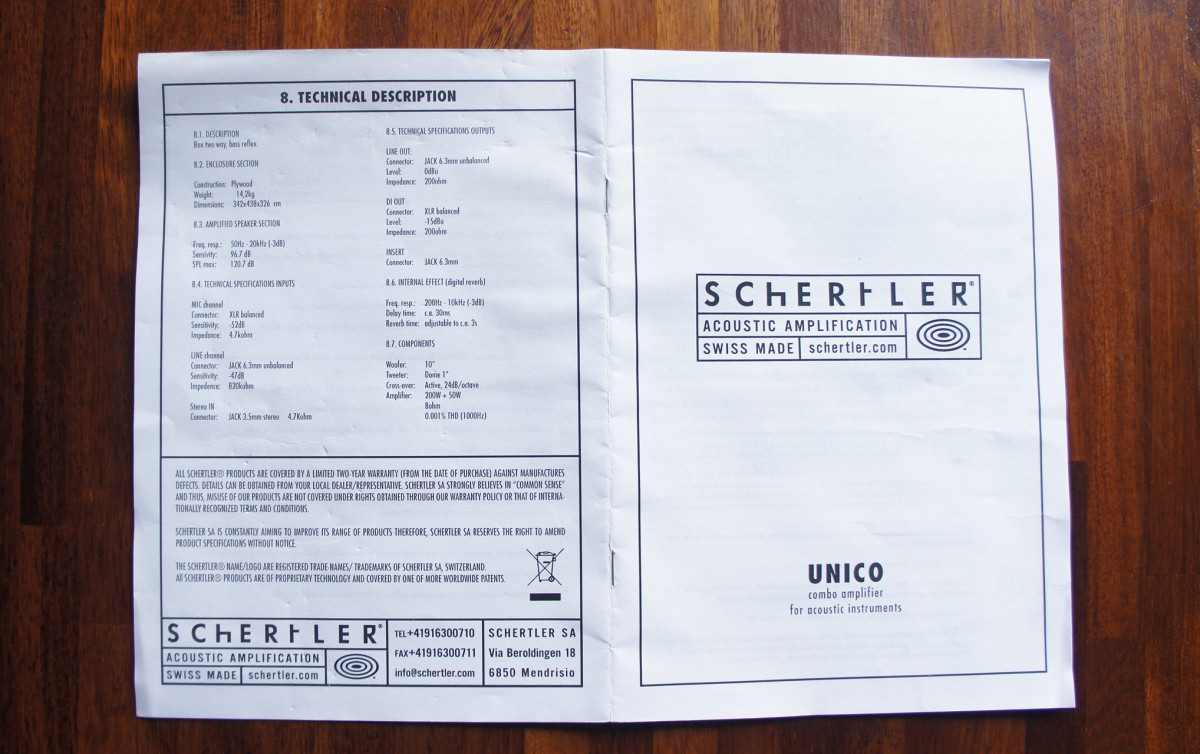 8. TECHNICAL DESCRIPTION
8.1. DESCRIPTION
Box two way, bass reflex
8.2. ENCLOSURE SECTION
Construction: Plywood
Weight: 14,2kg
Dimensions: 342x438x326 cm
8.3. AMPLIFIED SPEAKER SECTION
Freq. resp.: 50Hz - 20kHz (-3dB)
Sensivity: 96.7 dB
SPL max: 120.7 dB
8.4. TECHNICAL SPECIFICATIONS INPUTS
MIC channel
Connector: XLR balanced
Sensitivity: -52dB
Impedance: 4.7kohm
LINE channel
Connector: JACK 6.3mm unbalanced
Sensitivity: -47dB
Impedence: 820kohm
Stereo IN
Connector: JACK 3.5mm stereo 4.7Kohm
8.5. TECHNICAL SPECIFICATIONS OUTPUTS
LINE OUT:
Connector: JACK 6.3mm unbalanced
Level: 0dBu
Impedance: 200ohm
DI OUT
Connector: XLR balanced
Level: -15dBu
Impedance: 200ohm
INSERT
Connector: JACK 6.3mm
8.6. INTERNAL EFFECT (digital reverb)
Freq. resp.: 200Hz - 10kHz (-3dB)
Delay time: c.a. 30ms
Reverb time: adjustable to c.a. 3s
8.7. COMPONENTS
Woofer: 10"
Tweeter: Dome 1"
Cross-over: Active, 24dB/octave
Amplifier: 200W + 50W
8ohm
0.001% THD (1000Hz)
ALL SCHERTLER® PRODUCTS ARE COVERED BY A LIMITED TWO-YEAR WARRANTY (FROM THE DATE OF PURCHASE) AGAINST MANUFACTURES
DEFECTS. DETAILS CAN BE OBTAINED FROM YOUR LOCAL DEALER/REPRESENTATIVE. SCHERTLER SA STRONGLY BELIEVES IN "COMMON SENSE"
AND THUS, MISUSE OF OUR PRODUCTS ARE NOT COVERED UNDER RIGHTS OBTAINED THROUGH OUR WARRANTY POLICY OR THAT OF INTERNA-
TIONALLY RECOGNIZED TERMS AND CONDITIONS.
SCHERTLER SA IS CONSTANTLY AIMING TO IMPROVE ITS RANGE OF PRODUCTS THEREFORE, SCHERTLER SA RESERVES THE RIGHT TO AMEND
PRODUCT SPECIFICATIONS WITHOUT NOTICE.
THE SCHERTLER® NAME/LOGO ARE REGISTERED TRADE-NAMES/ TRADEMARKS OF SCHERTLER SA, SWITZERLAND.
All SCHERTLER® PRODUCTS ARE OF PROPRIETARY TECHNOLOGY AND COVERED BY ONE OF MORE WORLDWIDE PATENTS.
SCHERTLER®
ACOUSTIC AMPLIFICATION
SWISS MADE schertler.com
TEL+41916300710
FAX+41916300711
info@schertler.com
SCHERTLER SA
Via Beroldingen 18
6850 Mendrisio
SCHERTLER®
ACOUSTIC AMPLIFICATION
SWISS MADE schertler.com
UNICO
combo amplifier
for acoustic instruments